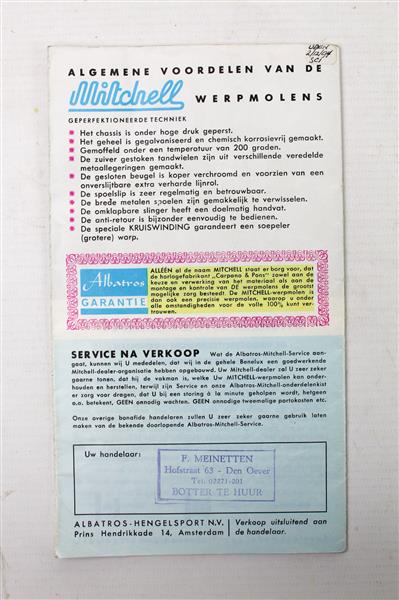 ALGEMENE VOORDELEN VAN DE
Mitchell WERPMOLENS
GEPERFEKTIONEERDE TECHNIEK
Het chassis is onder hoge druk geperst.
Het geheel is gegalvaniseerd en chemisch korrosievrij gemaakt.
Gemoffeld onder een temperatuur van 200 graden.
De zuiver gestoken tandwielen zijn uit verschillende veredelde
metaallegeringen gemaakt.
De gesloten beugel is koper verchroomd en voorzien van een
onverslijtbare extra verharde lijnrol.
De spoelslip is zeer regelmatig en betrouwbaar.
De brede metalen spoelen zijn gemakkelijk te verwisselen.
De omklapbare slinger heeft een doelmatig handvat.
De anti-retour is bijzonder eenvoudig te bedienen.
De speciale KRUISWINDING garandeert een soepeler
(grotere) worp.
Albatros
GARANTIE
ALLÉÉN al de naam MITCHELL staat er borg voor, dat
de horlogefabrikant „Carpano & Pons" zowel aan de
keuze en verwerking van het materiaal als aan de
montage en kontrole van DE werpmolens de grootst
mogelijke zorg besteedt. De MITCHELL-werpmolen is
dan ook een precisie werpmolen, waarop u onder
alle omstandigheden voor de volle 100% kunt ver-
trouwen.
SERVICE NA VERKOOP Wat de Albatros-Mitchell-Service aan-
gaat, kunnen wij U mededelen, dat wij in de gehele Benelux een goedwerkende
Mitchell-dealer-organisatie hebben opgebouwd. Uw Mitchell-dealer zal U zeer zeker
gaarne tonen, dat hij de vakman is, welke Uw MITCHELL-werpmolen kan onder-
houden en herstellen, terwijl zijn Service en onze Albatros-Mitchell-onderdelenkist
er zorg voor dragen, dat U bij een storing à la minute geholpen wordt, hetgeen
o.a. betekent, GEEN onnodig wachten. GEEN onnodige tweemalige portokosten etc.
Onze overige bonafide handelaren zullen U zeer zeker gaarne gebruik laten
maken van de bekende doorlopende Albatros-Mitchell-Service.
Uw handelaar:
F. MEINETTEN
Hofstraat 63 - Den Oever
Tel. 02271-201
BOTTER TE HUUR
ALBATROS-HENGELSPORT N.V.
Prins Hendrikkade 14, Amsterdam
Verkoop uitsluitend aan
de handelaar.